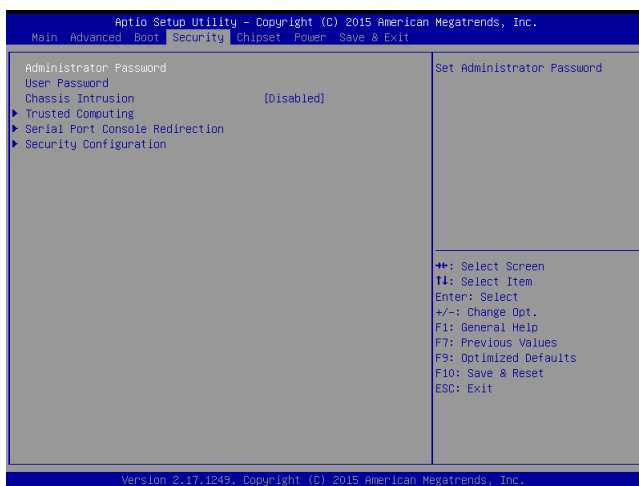 Aptio Setup Utility – Copyright (C) 2015 American Megatrends, Inc.
Main Advanced Boot Security Chipset Power Save & Exit
Administrator Password
User Password
Chassis Intrusion [Disabled]
▶ Trusted Computing
▶ Serial Port Console Redirection
▶ Security Configuration
Set Administrator Password
→←: Select Screen
↑↓: Select Item
Enter: Select
+/-: Change Opt.
F1: General Help
F7: Previous Values
F9: Optimized Defaults
F10: Save & Reset
ESC: Exit
Version 2.17.1249. Copyright (C) 2015 American Megatrends, Inc.